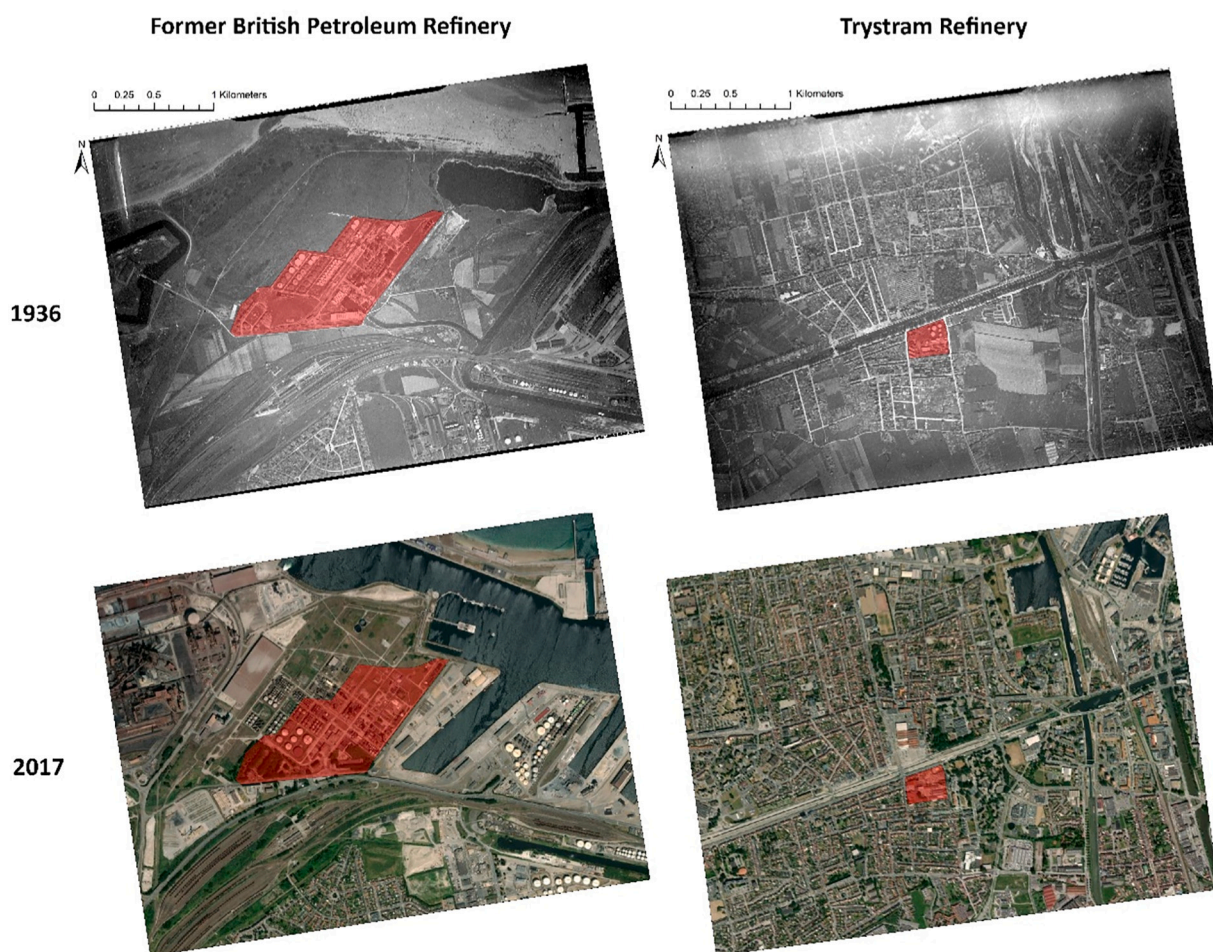 Former British Petroleum Refinery
Trystram Refinery
0 0.25 0.5 1 Kilometers
0 0.25 0.5 1 Kilometers
N
N
1936
2017